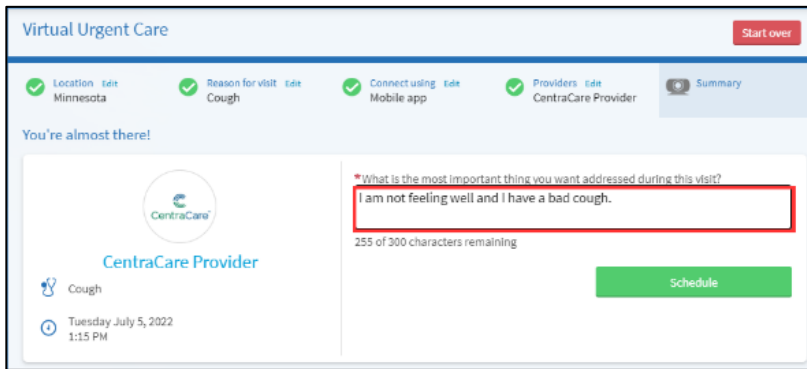 Virtual Urgent Care
Start over
Location Edit
Minnesota
Reason for visit Edit
Cough
Connect using Edit
Mobile app
Providers Edit
CentraCare Provider
Summary
You're almost there!
CentraCare
CentraCare Provider
Cough
Tuesday July 5, 2022
1:15 PM
*What is the most important thing you want addressed during this visit?
I am not feeling well and I have a bad cough.
255 of 300 characters remaining
Schedule